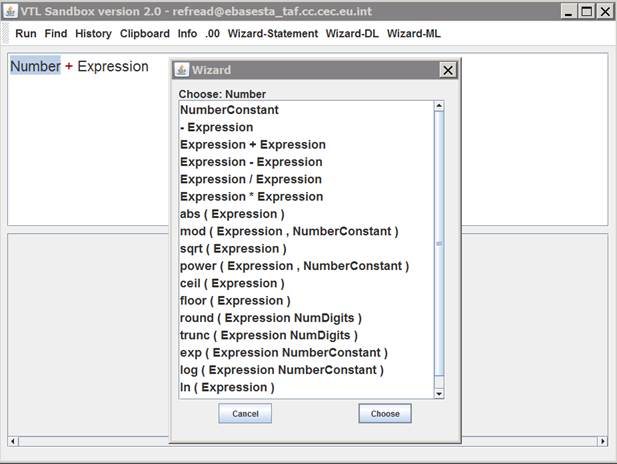 VTL Sandbox version 2.0 - refread@ebasesta_taf.cc.cec.eu.int
Run Find History Clipboard Info .00 Wizard-Statement Wizard-DL Wizard-ML
Number + Expression
Wizard
Choose: Number
NumberConstant
- Expression
Expression + Expression
Expression - Expression
Expression / Expression
Expression * Expression
abs ( Expression )
mod ( Expression , NumberConstant )
sqrt ( Expression )
power ( Expression , NumberConstant )
ceil ( Expression )
floor ( Expression )
round ( Expression NumDigits )
trunc ( Expression NumDigits )
exp ( Expression NumberConstant )
log ( Expression NumberConstant )
ln ( Expression )
Cancel Choose